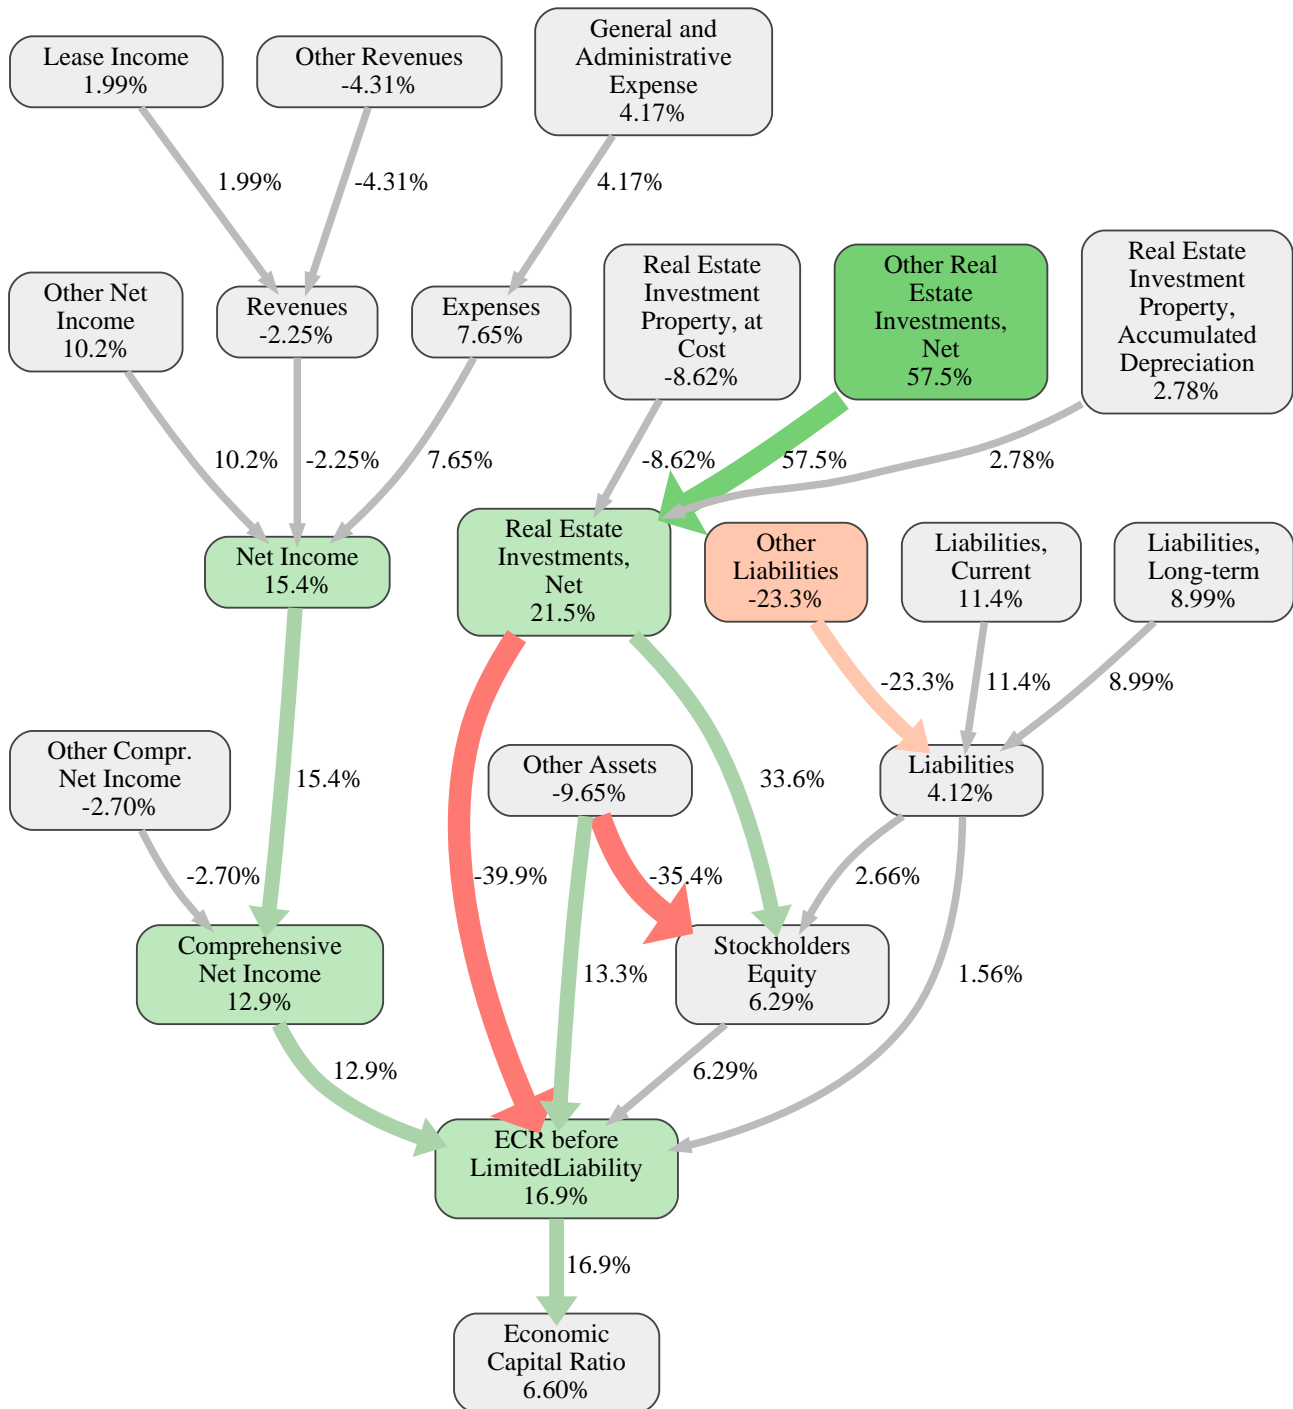 Lease Income
1.99%
Other Revenues
-4.31%
General and
Administrative
Expense
4.17%
1.99%
-4.31%
4.17%
Other Net
Income
10.2%
Revenues
-2.25%
Expenses
7.65%
Real Estate
Investment
Property, at
Cost
-8.62%
Other Real
Estate
Investments,
Net
57.5%
Real Estate
Investment
Property,
Accumulated
Depreciation
2.78%
10.2%
-2.25%
7.65%
-8.62%
57.5%
2.78%
Net Income
15.4%
Real Estate
Investments,
Net
21.5%
Other
Liabilities
-23.3%
Liabilities,
Current
11.4%
Liabilities,
Long-term
8.99%
-23.3%
11.4%
8.99%
Other Compr.
Net Income
-2.70%
15.4%
Other Assets
-9.65%
33.6%
Liabilities
4.12%
-2.70%
-39.9%
-35.4%
2.66%
Comprehensive
Net Income
12.9%
13.3%
Stockholders
Equity
6.29%
1.56%
12.9%
6.29%
ECR before
LimitedLiability
16.9%
16.9%
Economic
Capital Ratio
6.60%